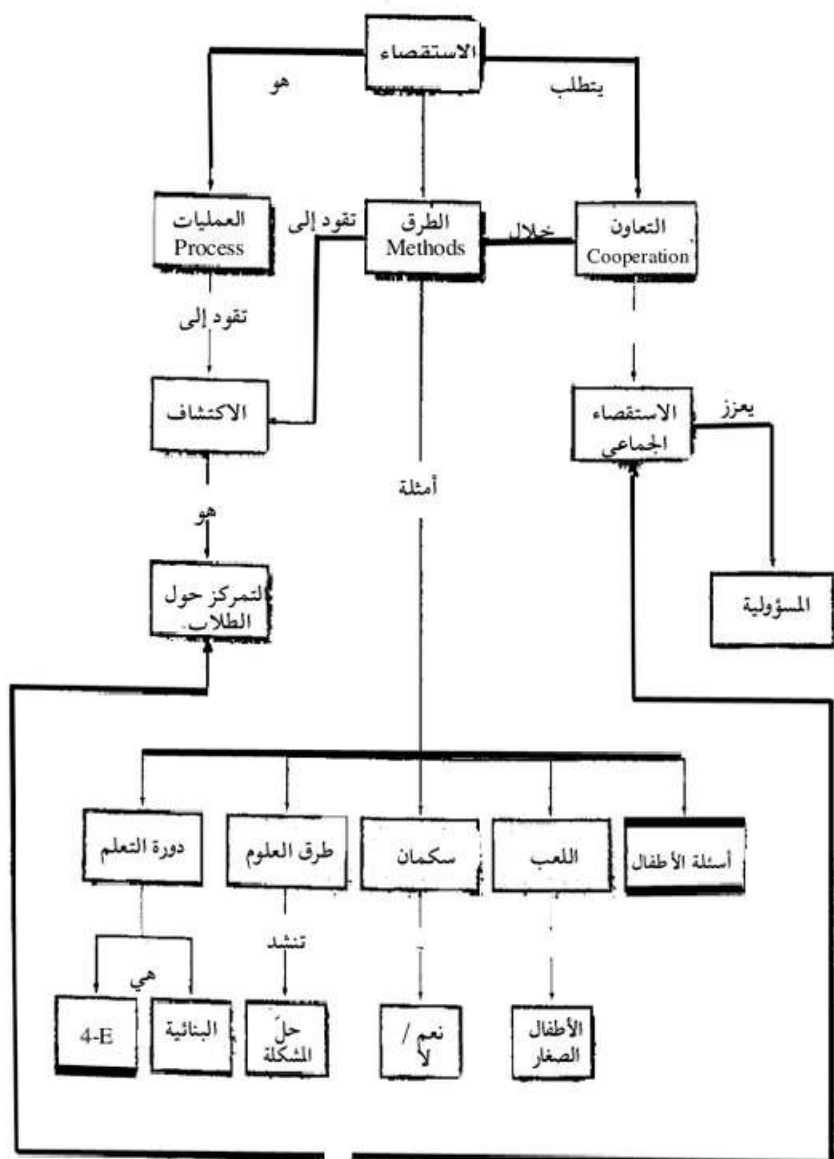 الاستقصاء
يتطلب
هو
التعاون
Cooperation
خلال
الطرق
Methods
تقود إلى
العمليات
Process
تقود إلى
الاستقصاء
الجماعي
يعزز
الاكتشاف
أمثلة
هو
المسؤولية
التمركز حول
الطلاب.
أسئلة الأطفال
اللعب
سكمان
طرق العلوم
دورة التعلم
تنشد
هي
الأطفال
الصغار
نعم /
لا
حلّ
المشكلة
البنائية
4-E